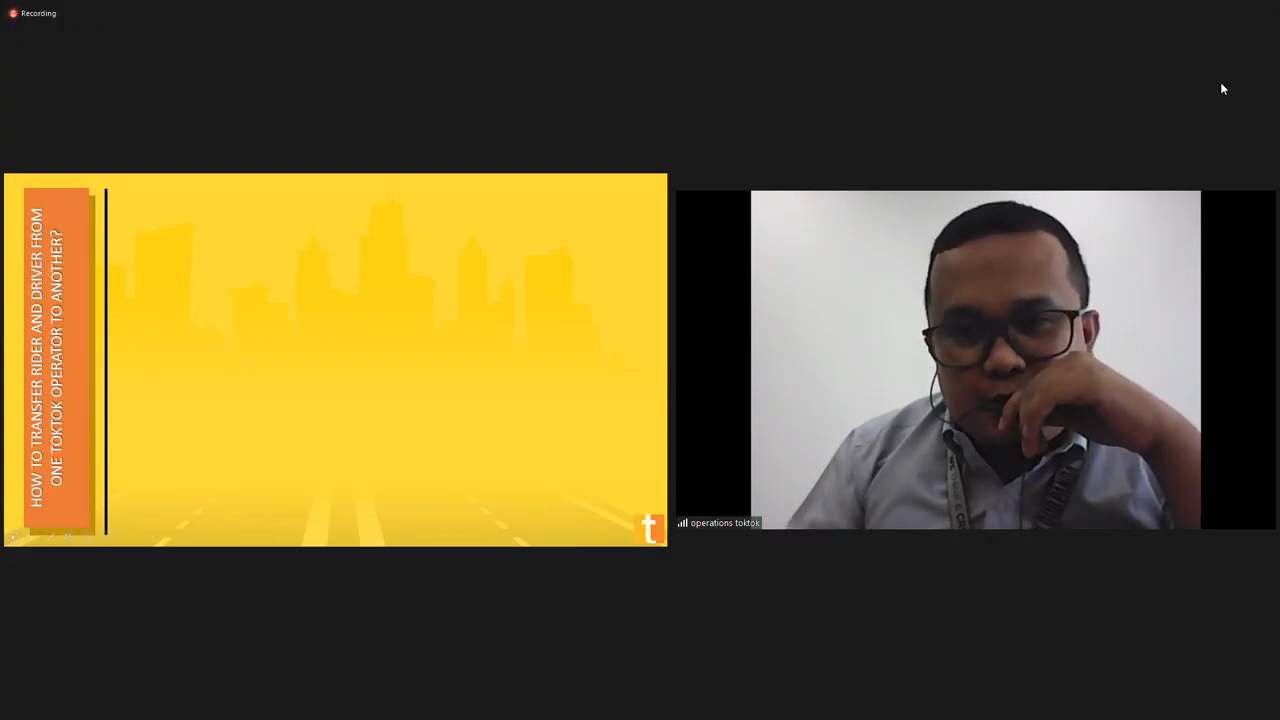 Recording
HOW TO TRANSFER RIDER AND DRIVER FROM
ONE TOKTOK OPERATOR TO ANOTHER?
t
operations toktok